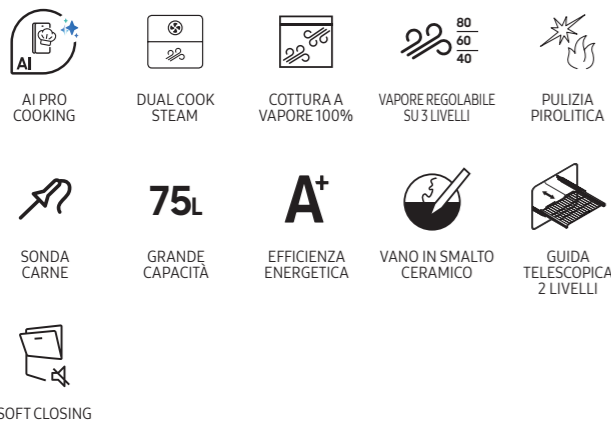 AI
80
60
40
AI PRO
COOKING
DUAL COOK
STEAM
COTTURA A
VAPORE 100%
VAPORE REGOLABILE
SU 3 LIVELLI
PULIZIA
PIROLITICA
75L
A+
SONDA
CARNE
GRANDE
CAPACITÀ
EFFICIENZA
ENERGETICA
VANO IN SMALTO
CERAMICO
GUIDA
TELESCOPICA
2 LIVELLI
SOFT CLOSING